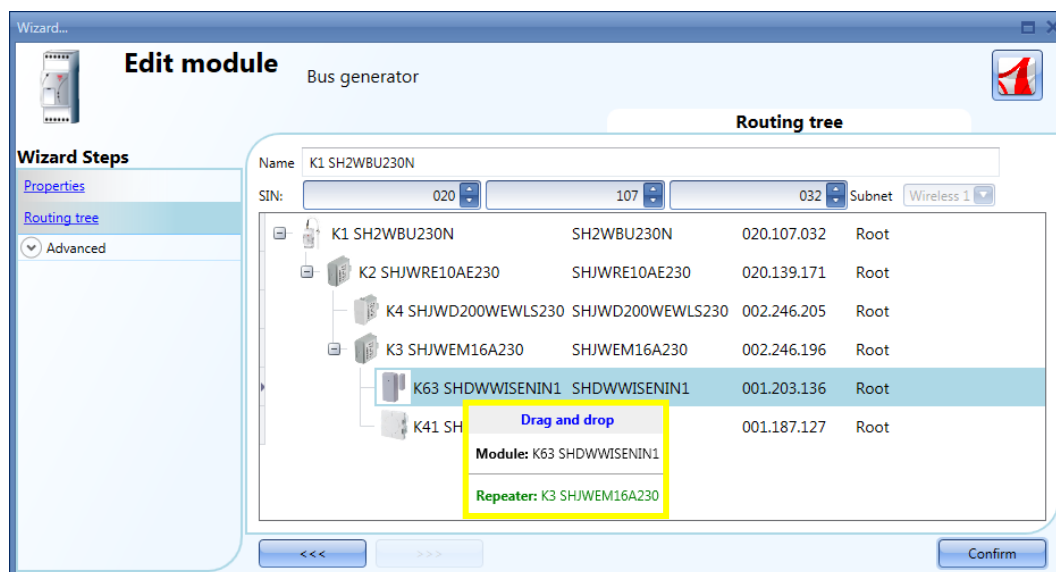 Wizard...
Edit module
Bus generator
Routing tree
Wizard Steps
Properties
Routing tree
Advanced
Name K1 SH2WBU230N
SIN: 020 107 032 Subnet Wireless 1
K1 SH2WBU230N SH2WBU230N 020.107.032 Root
K2 SHJWRE10AE230 SHJWRE10AE230 020.139.171 Root
K4 SHJWD200WEWLS230 SHJWD200WEWLS230 002.246.205 Root
K3 SHJWEM16A230 SHJWEM16A230 002.246.196 Root
K63 SHDWWISENIN1 SHDWWISENIN1 001.203.136 Root
K41 SH 001.187.127 Root
Drag and drop
Module: K63 SHDWWISENIN1
Repeater: K3 SHJWEM16A230
<<< >>> Confirm